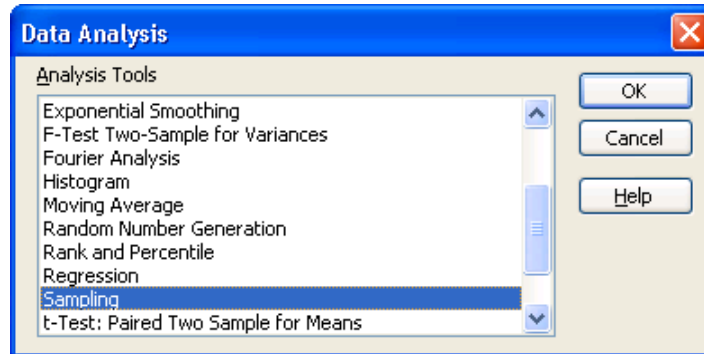 Data Analysis
Analysis Tools
Exponential Smoothing
F-Test Two-Sample for Variances
Fourier Analysis
Histogram
Moving Average
Random Number Generation
Rank and Percentile
Regression
Sampling
t-Test: Paired Two Sample for Means
OK
Cancel
Help